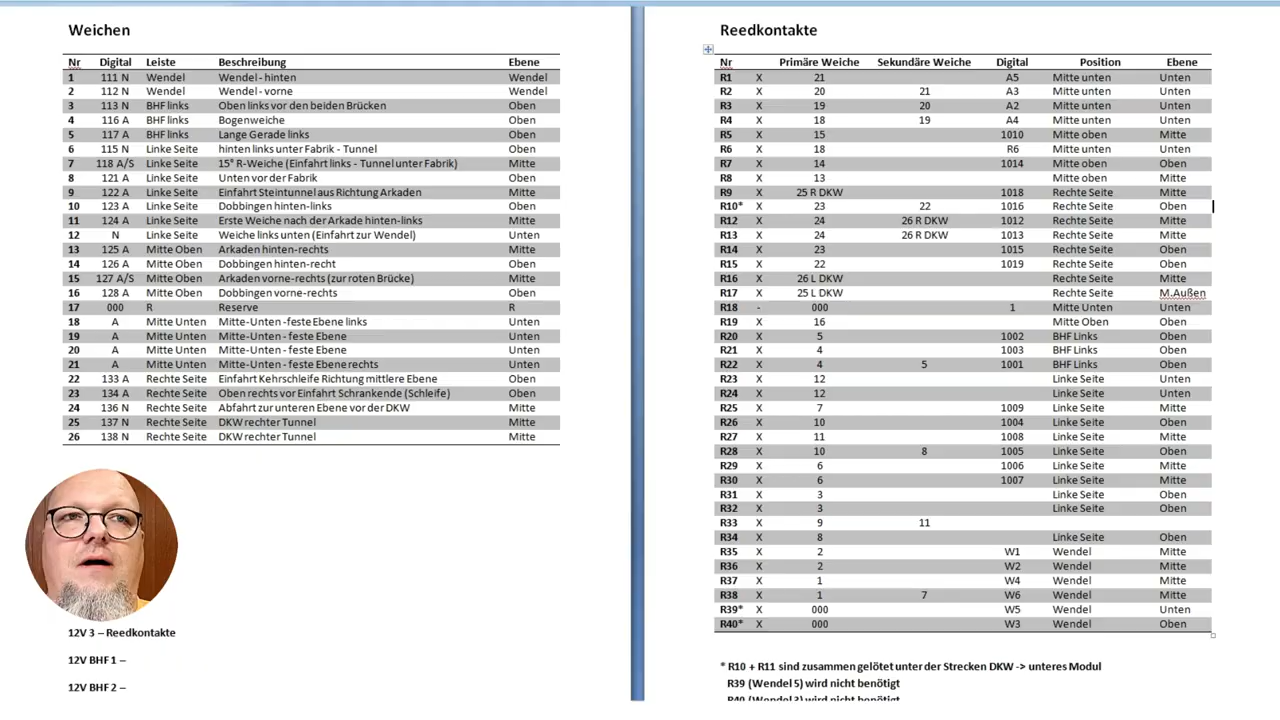 Weichen
Nr Digital Leiste Beschreibung Ebene
1 111 N Wendel Wendel - hinten Wendel
2 112 N Wendel Wendel - vorne Wendel
3 113 N BHF links Oben links vor den beiden Brücken Oben
4 116 A BHF links Bogenweiche Oben
5 117 A BHF links Lange Gerade links Oben
6 115 N Linke Seite hinten links unter Fabrik - Tunnel Oben
7 118 A/S Linke Seite 15° R-Weiche (Einfahrt links - Tunnel unter Fabrik) Mitte
8 121 A Linke Seite Unten vor der Fabrik Oben
9 122 A Linke Seite Einfahrt Steintunnel aus Richtung Arkaden Mitte
10 123 A Linke Seite Dobbingen hinten-links Oben
11 124 A Linke Seite Erste Weiche nach der Arkade hinten-links Mitte
12 N Linke Seite Weiche links unten (Einfahrt zur Wendel) Unten
13 125 A Mitte Oben Arkaden hinten-rechts Mitte
14 126 A Mitte Oben Dobbingen hinten-recht Oben
15 127 A/S Mitte Oben Arkaden vorne-rechts (zur roten Brücke) Mitte
16 128 A Mitte Oben Dobbingen vorne-rechts Oben
17 000 R Reserve R
18 A Mitte Unten Mitte-Unten -feste Ebene links Unten
19 A Mitte Unten Mitte-Unten - feste Ebene Unten
20 A Mitte Unten Mitte-Unten - feste Ebene Unten
21 A Mitte Unten Mitte-Unten - feste Ebene rechts Unten
22 133 A Rechte Seite Einfahrt Kehrschleife Richtung mittlere Ebene Oben
23 134 A Rechte Seite Oben rechts vor Einfahrt Schrankende (Schleife) Oben
24 136 N Rechte Seite Abfahrt zur unteren Ebene vor der DKW Mitte
25 137 N Rechte Seite DKW rechter Tunnel Mitte
26 138 N Rechte Seite DKW rechter Tunnel Mitte
12V 3 – Reedkontakte
12V BHF 1 –
12V BHF 2 –
Reedkontakte
Nr Primäre Weiche Sekundäre Weiche Digital Position Ebene
R1 X 21 A5 Mitte unten Unten
R2 X 20 21 A3 Mitte unten Unten
R3 X 19 20 A2 Mitte unten Unten
R4 X 18 19 A4 Mitte unten Unten
R5 X 15 1010 Mitte oben Mitte
R6 X 18 R6 Mitte unten Unten
R7 X 14 1014 Mitte oben Oben
R8 X 13 Mitte oben Mitte
R9 X 25 R DKW 1018 Rechte Seite Mitte
R10* X 23 22 1016 Rechte Seite Oben
R12 X 24 26 R DKW 1012 Rechte Seite Mitte
R13 X 24 26 R DKW 1013 Rechte Seite Mitte
R14 X 23 1015 Rechte Seite Oben
R15 X 22 1019 Rechte Seite Oben
R16 X 26 L DKW Rechte Seite Mitte
R17 X 25 L DKW Rechte Seite M.Außen
R18 - 000 1 Mitte Unten Unten
R19 X 16 Mitte Oben Oben
R20 X 5 1002 BHF Links Oben
R21 X 4 1003 BHF Links Oben
R22 X 4 5 1001 BHF Links Oben
R23 X 12 Linke Seite Unten
R24 X 12 Linke Seite Unten
R25 X 7 1009 Linke Seite Mitte
R26 X 10 1004 Linke Seite Oben
R27 X 11 1008 Linke Seite Mitte
R28 X 10 8 1005 Linke Seite Oben
R29 X 6 1006 Linke Seite Mitte
R30 X 6 1007 Linke Seite Mitte
R31 X 3 Linke Seite Oben
R32 X 3 Linke Seite Oben
R33 X 9 11
R34 X 8 Linke Seite Oben
R35 X 2 W1 Wendel Mitte
R36 X 2 W2 Wendel Mitte
R37 X 1 W4 Wendel Mitte
R38 X 1 7 W6 Wendel Mitte
R39* X 000 W5 Wendel Unten
R40* X 000 W3 Wendel Oben
* R10 + R11 sind zusammen gelötet unter der Strecken DKW -> unteres Modul
R39 (Wendel 5) wird nicht benötigt
R40 (Wendel 3) wird nicht benötigt